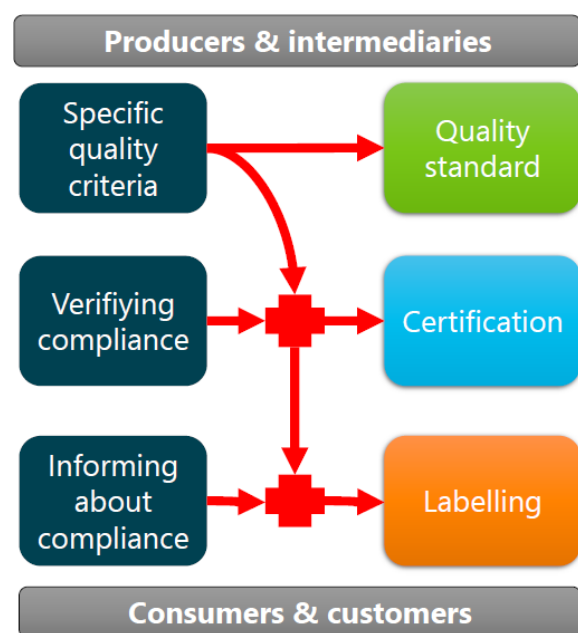 Producers & intermediaries
Specific
quality
criteria
Quality
standard
Verifiying
compliance
Certification
Informing
about
compliance
Labelling
Consumers & customers